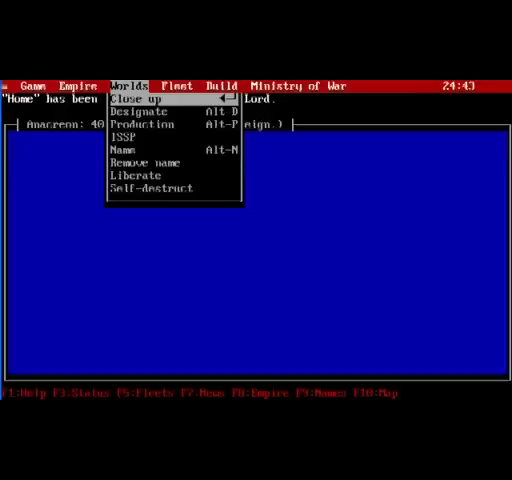 ≡ Game Empire Worlds Fleet Build Ministry of War 24:43
"Home" has been Lord.
Close up ◄┘
Designate Alt D
Anacreon: 40 eign.)
Production Alt-P
ISSP
Name Alt-N
Remove name
Liberate
Self-destruct
F1:Help F3:Status F5:Fleets F7:News F8:Empire F9:Names F10:Map